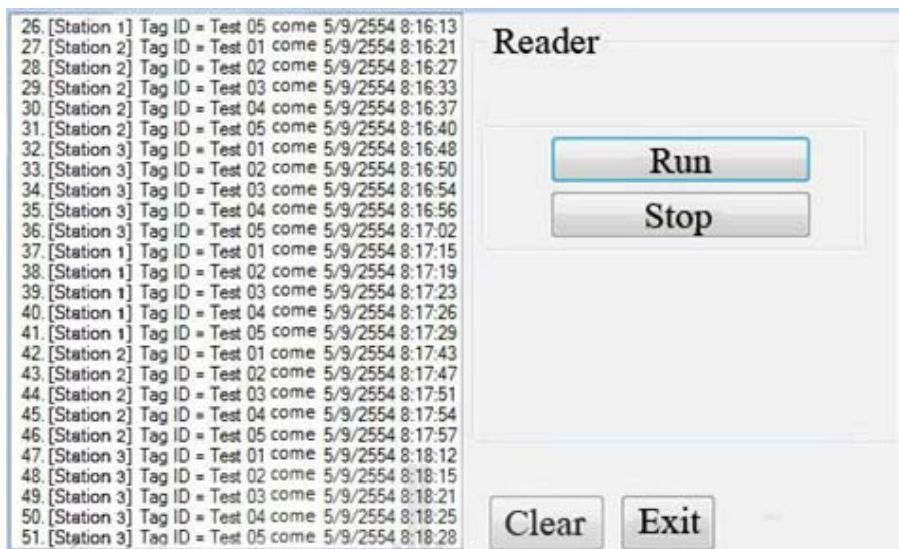 26. [Station 1] Tag ID = Test 05 come 5/9/2554 8:16:13
27. [Station 2] Tag ID = Test 01 come 5/9/2554 8:16:21
28. [Station 2] Tag ID = Test 02 come 5/9/2554 8:16:27
29. [Station 2] Tag ID = Test 03 come 5/9/2554 8:16:33
30. [Station 2] Tag ID = Test 04 come 5/9/2554 8:16:37
31. [Station 2] Tag ID = Test 05 come 5/9/2554 8:16:40
32. [Station 3] Tag ID = Test 01 come 5/9/2554 8:16:48
33. [Station 3] Tag ID = Test 02 come 5/9/2554 8:16:50
34. [Station 3] Tag ID = Test 03 come 5/9/2554 8:16:54
35. [Station 3] Tag ID = Test 04 come 5/9/2554 8:16:56
36. [Station 3] Tag ID = Test 05 come 5/9/2554 8:17:02
37. [Station 1] Tag ID = Test 01 come 5/9/2554 8:17:15
38. [Station 1] Tag ID = Test 02 come 5/9/2554 8:17:19
39. [Station 1] Tag ID = Test 03 come 5/9/2554 8:17:23
40. [Station 1] Tag ID = Test 04 come 5/9/2554 8:17:26
41. [Station 1] Tag ID = Test 05 come 5/9/2554 8:17:29
42. [Station 2] Tag ID = Test 01 come 5/9/2554 8:17:43
43. [Station 2] Tag ID = Test 02 come 5/9/2554 8:17:47
44. [Station 2] Tag ID = Test 03 come 5/9/2554 8:17:51
45. [Station 2] Tag ID = Test 04 come 5/9/2554 8:17:54
46. [Station 2] Tag ID = Test 05 come 5/9/2554 8:17:57
47. [Station 3] Tag ID = Test 01 come 5/9/2554 8:18:12
48. [Station 3] Tag ID = Test 02 come 5/9/2554 8:18:15
49. [Station 3] Tag ID = Test 03 come 5/9/2554 8:18:21
50. [Station 3] Tag ID = Test 04 come 5/9/2554 8:18:25
51. [Station 3] Tag ID = Test 05 come 5/9/2554 8:18:28
Reader
Run
Stop
Clear Exit